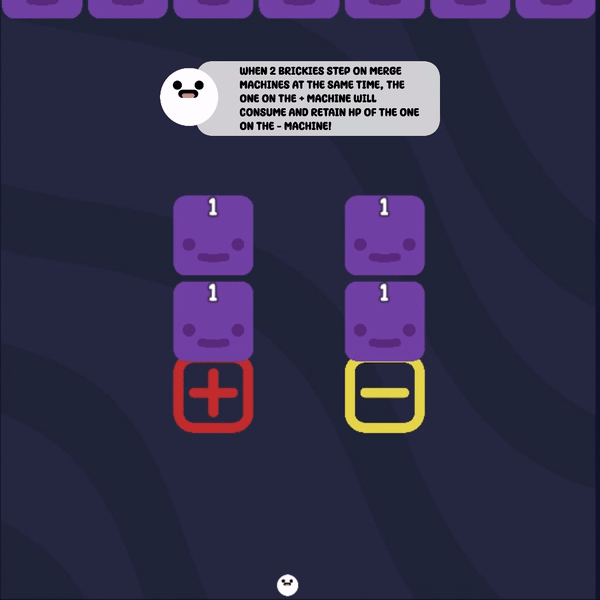 WHEN 2 BRICKIES STEP ON MERGE
MACHINES AT THE SAME TIME, THE
ONE ON THE + MACHINE WILL
CONSUME AND RETAIN HP OF THE ONE
ON THE - MACHINE!
1 1
1 1